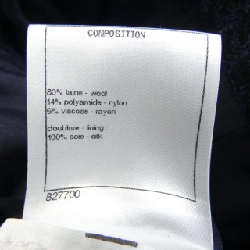 COMPOSITION
80% laine - wool
14% polyamide - nylon
6% viscose - rayon
doublure - lining
100% soie - silk
827700